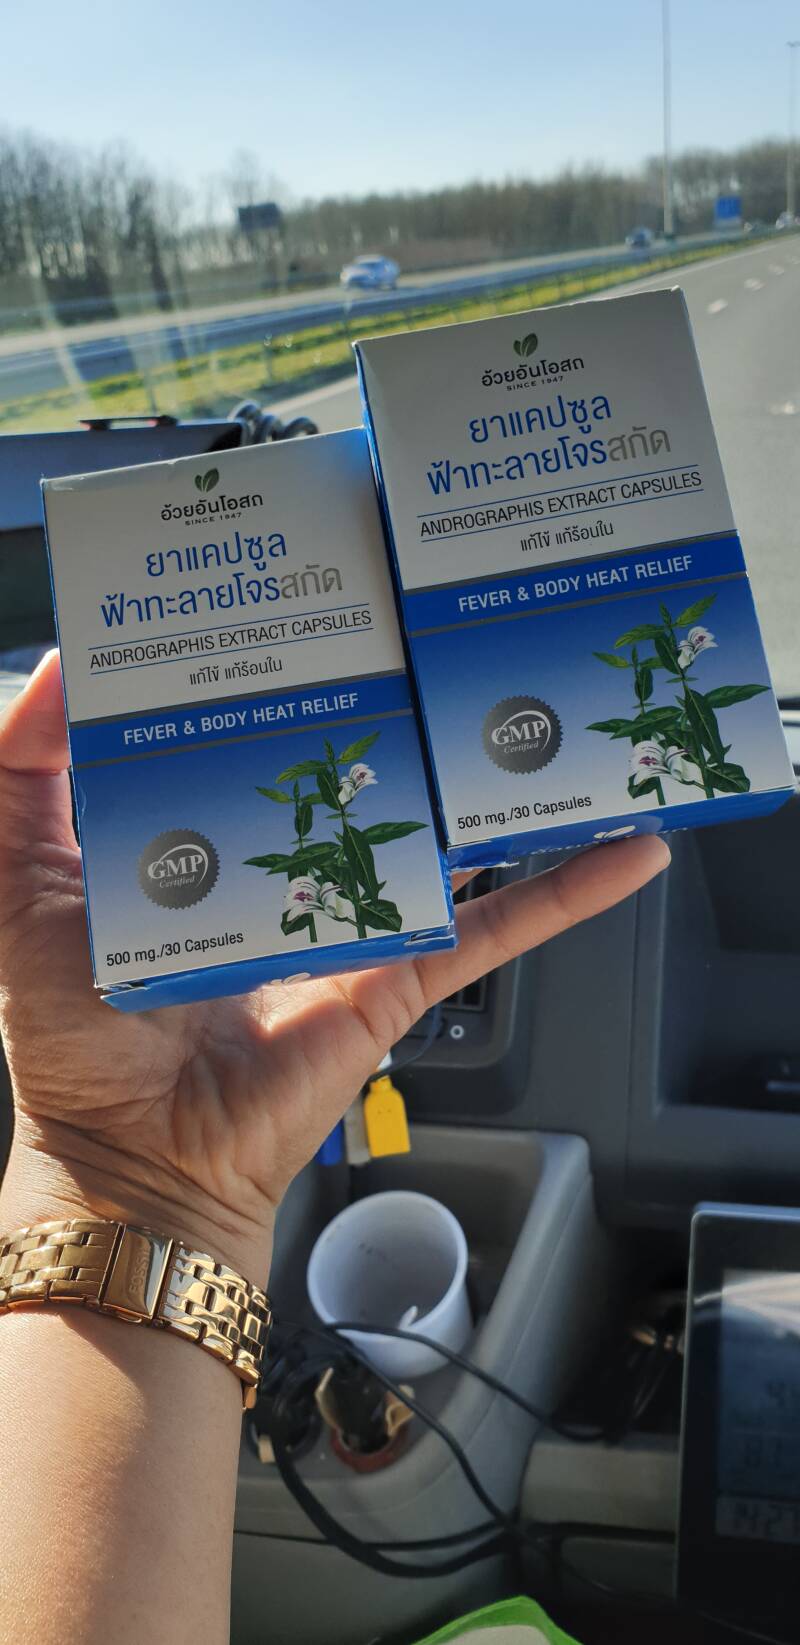 อ้วยอันโอสถ
SINCE 1947
ยาแคปซูล
ฟ้าทะลายโจรสกัด
ANDROGRAPHIS EXTRACT CAPSULES
แก้ไข้ แก้ร้อนใน
FEVER & BODY HEAT RELIEF
GMP
Certified
500 mg./30 Capsules
อ้วยอันโอสถ
SINCE 1947
ยาแคปซูล
ฟ้าทะลายโจรสกัด
ANDROGRAPHIS EXTRACT CAPSULES
แก้ไข้ แก้ร้อนใน
FEVER & BODY HEAT RELIEF
GMP
Certified
500 mg./30 Capsules
FOSSIL